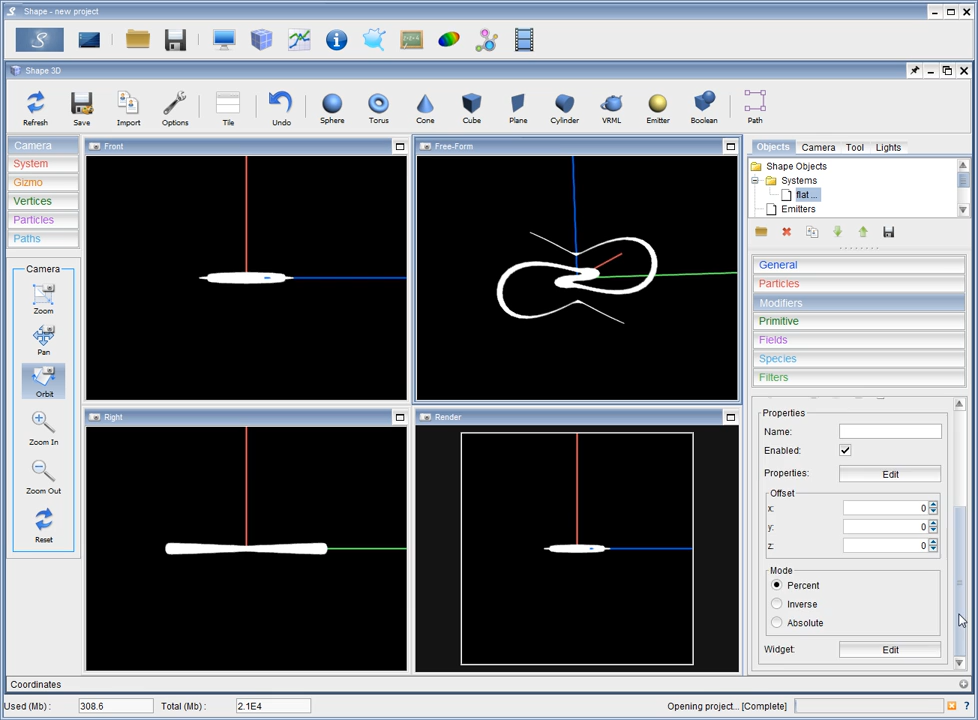 Shape - new project
Shape 3D
Refresh Save Import Options Tile Undo Sphere Torus Cone Cube Plane Cylinder VRML Emitter Boolean Path
Camera
System
Gizmo
Vertices
Particles
Paths
Camera
Zoom
Pan
Orbit
Zoom In
Zoom Out
Reset
Front
Free-Form
Right
Render
Objects Camera Tool Lights
Shape Objects
Systems
flat ...
Emitters
General
Particles
Modifiers
Primitive
Fields
Species
Filters
Properties
Name:
Enabled:
Properties: Edit
Offset
x: 0
y: 0
z: 0
Mode
Percent
Inverse
Absolute
Widget: Edit
Coordinates
Used (Mb) : 308.6 Total (Mb) : 2.1E4 Opening project... [Complete] ?